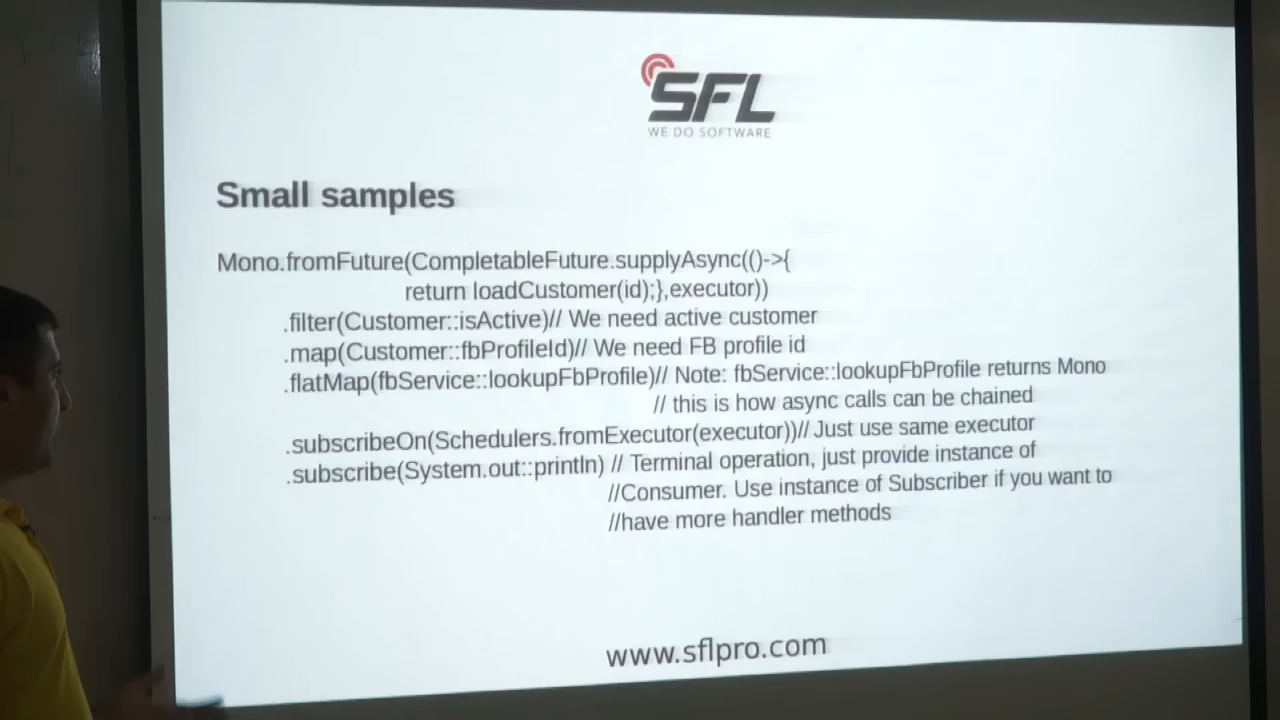 SFL
WE DO SOFTWARE
Small samples
Mono.fromFuture(CompletableFuture.supplyAsync(()->{
return loadCustomer(id);},executor))
.filter(Customer::isActive)// We need active customer
.map(Customer::fbProfileId)// We need FB profile id
.flatMap(fbService::lookupFbProfile)// Note: fbService::lookupFbProfile returns Mono
// this is how async calls can be chained
.subscribeOn(Schedulers.fromExecutor(executor))// Just use same executor
.subscribe(System.out::println) // Terminal operation, just provide instance of
//Consumer. Use instance of Subscriber if you want to
//have more handler methods
www.sflpro.com